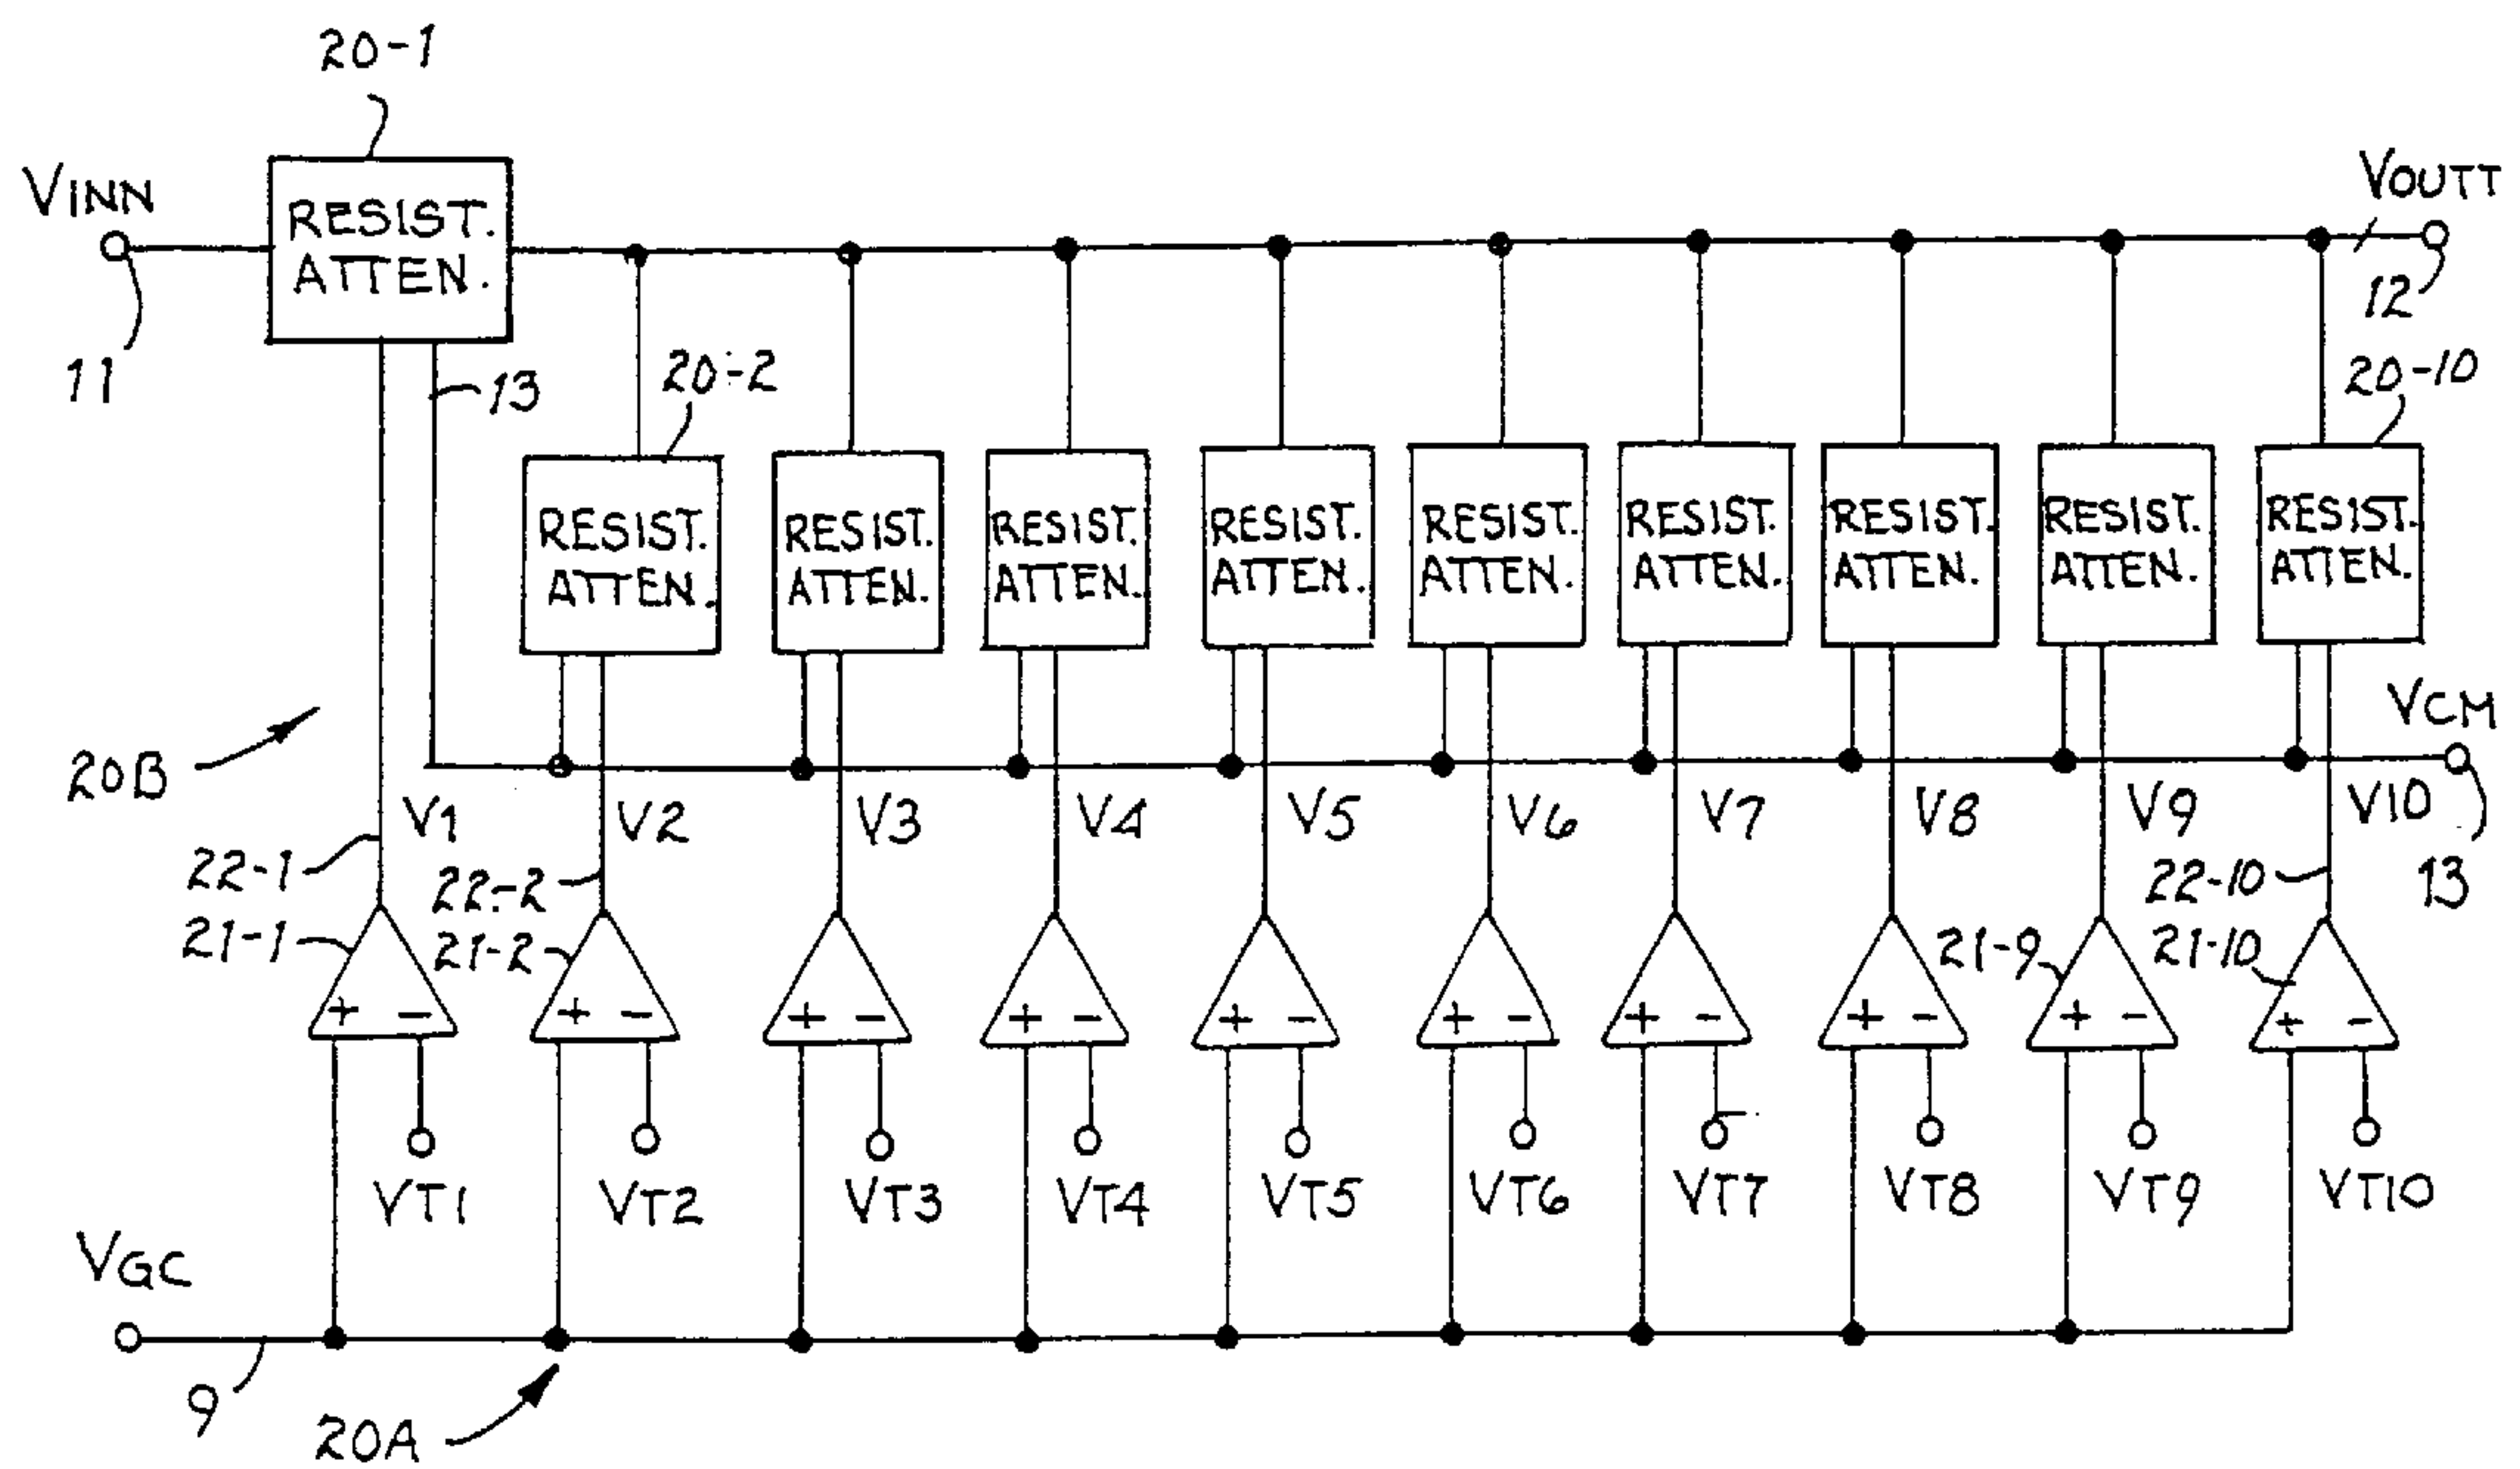 20-1
VINN
RESIST.
ATTEN.
VOUTT
11
13
20-2
12
20-10
RESIST.
ATTEN.
RESIST.
ATTEN.
RESIST.
ATTEN.
RESIST.
ATTEN.
RESIST.
ATTEN.
RESIST.
ATTEN.
RESIST.
ATTEN.
RESIST.
ATTEN.
RESIST.
ATTEN.
VCM
20B
V1
V2
V3
V4
V5
V6
V7
V8
V9
V10
13
22-1
22-2
22-10
21-1
21-2
21-9
21-10
+ −
+ −
+ −
+ −
+ −
+ −
+ −
+ −
+ −
+ −
VT1
VT2
VT3
VT4
VT5
VT6
VT7
VT8
VT9
VT10
VGC
9
20A